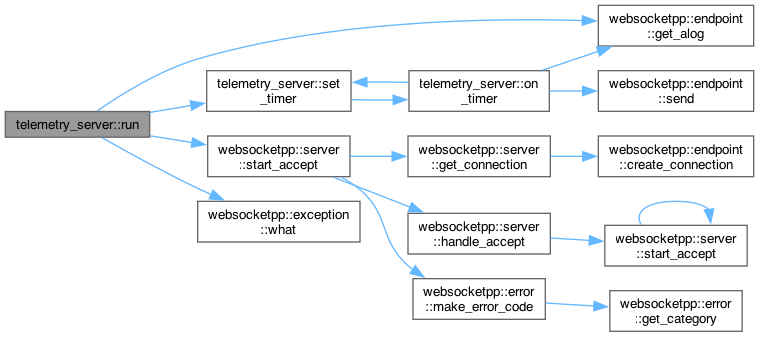 websocketpp::endpoint
::get_alog
telemetry_server::set
_timer
telemetry_server::on
_timer
websocketpp::endpoint
::send
telemetry_server::run
websocketpp::server
::start_accept
websocketpp::server
::get_connection
websocketpp::endpoint
::create_connection
websocketpp::exception
::what
websocketpp::server
::handle_accept
websocketpp::server
::start_accept
websocketpp::error
::make_error_code
websocketpp::error
::get_category